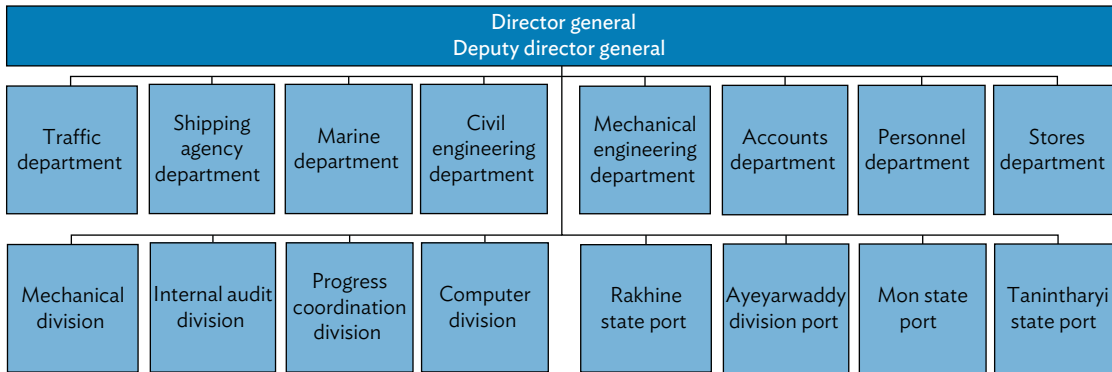 Director general
Deputy director general
Traffic
department
Shipping
agency
department
Marine
department
Civil
engineering
department
Mechanical
engineering
department
Accounts
department
Personnel
department
Stores
department
Mechanical
division
Internal audit
division
Progress
coordination
division
Computer
division
Rakhine
state port
Ayeyarwaddy
division port
Mon state
port
Tanintharyi
state port